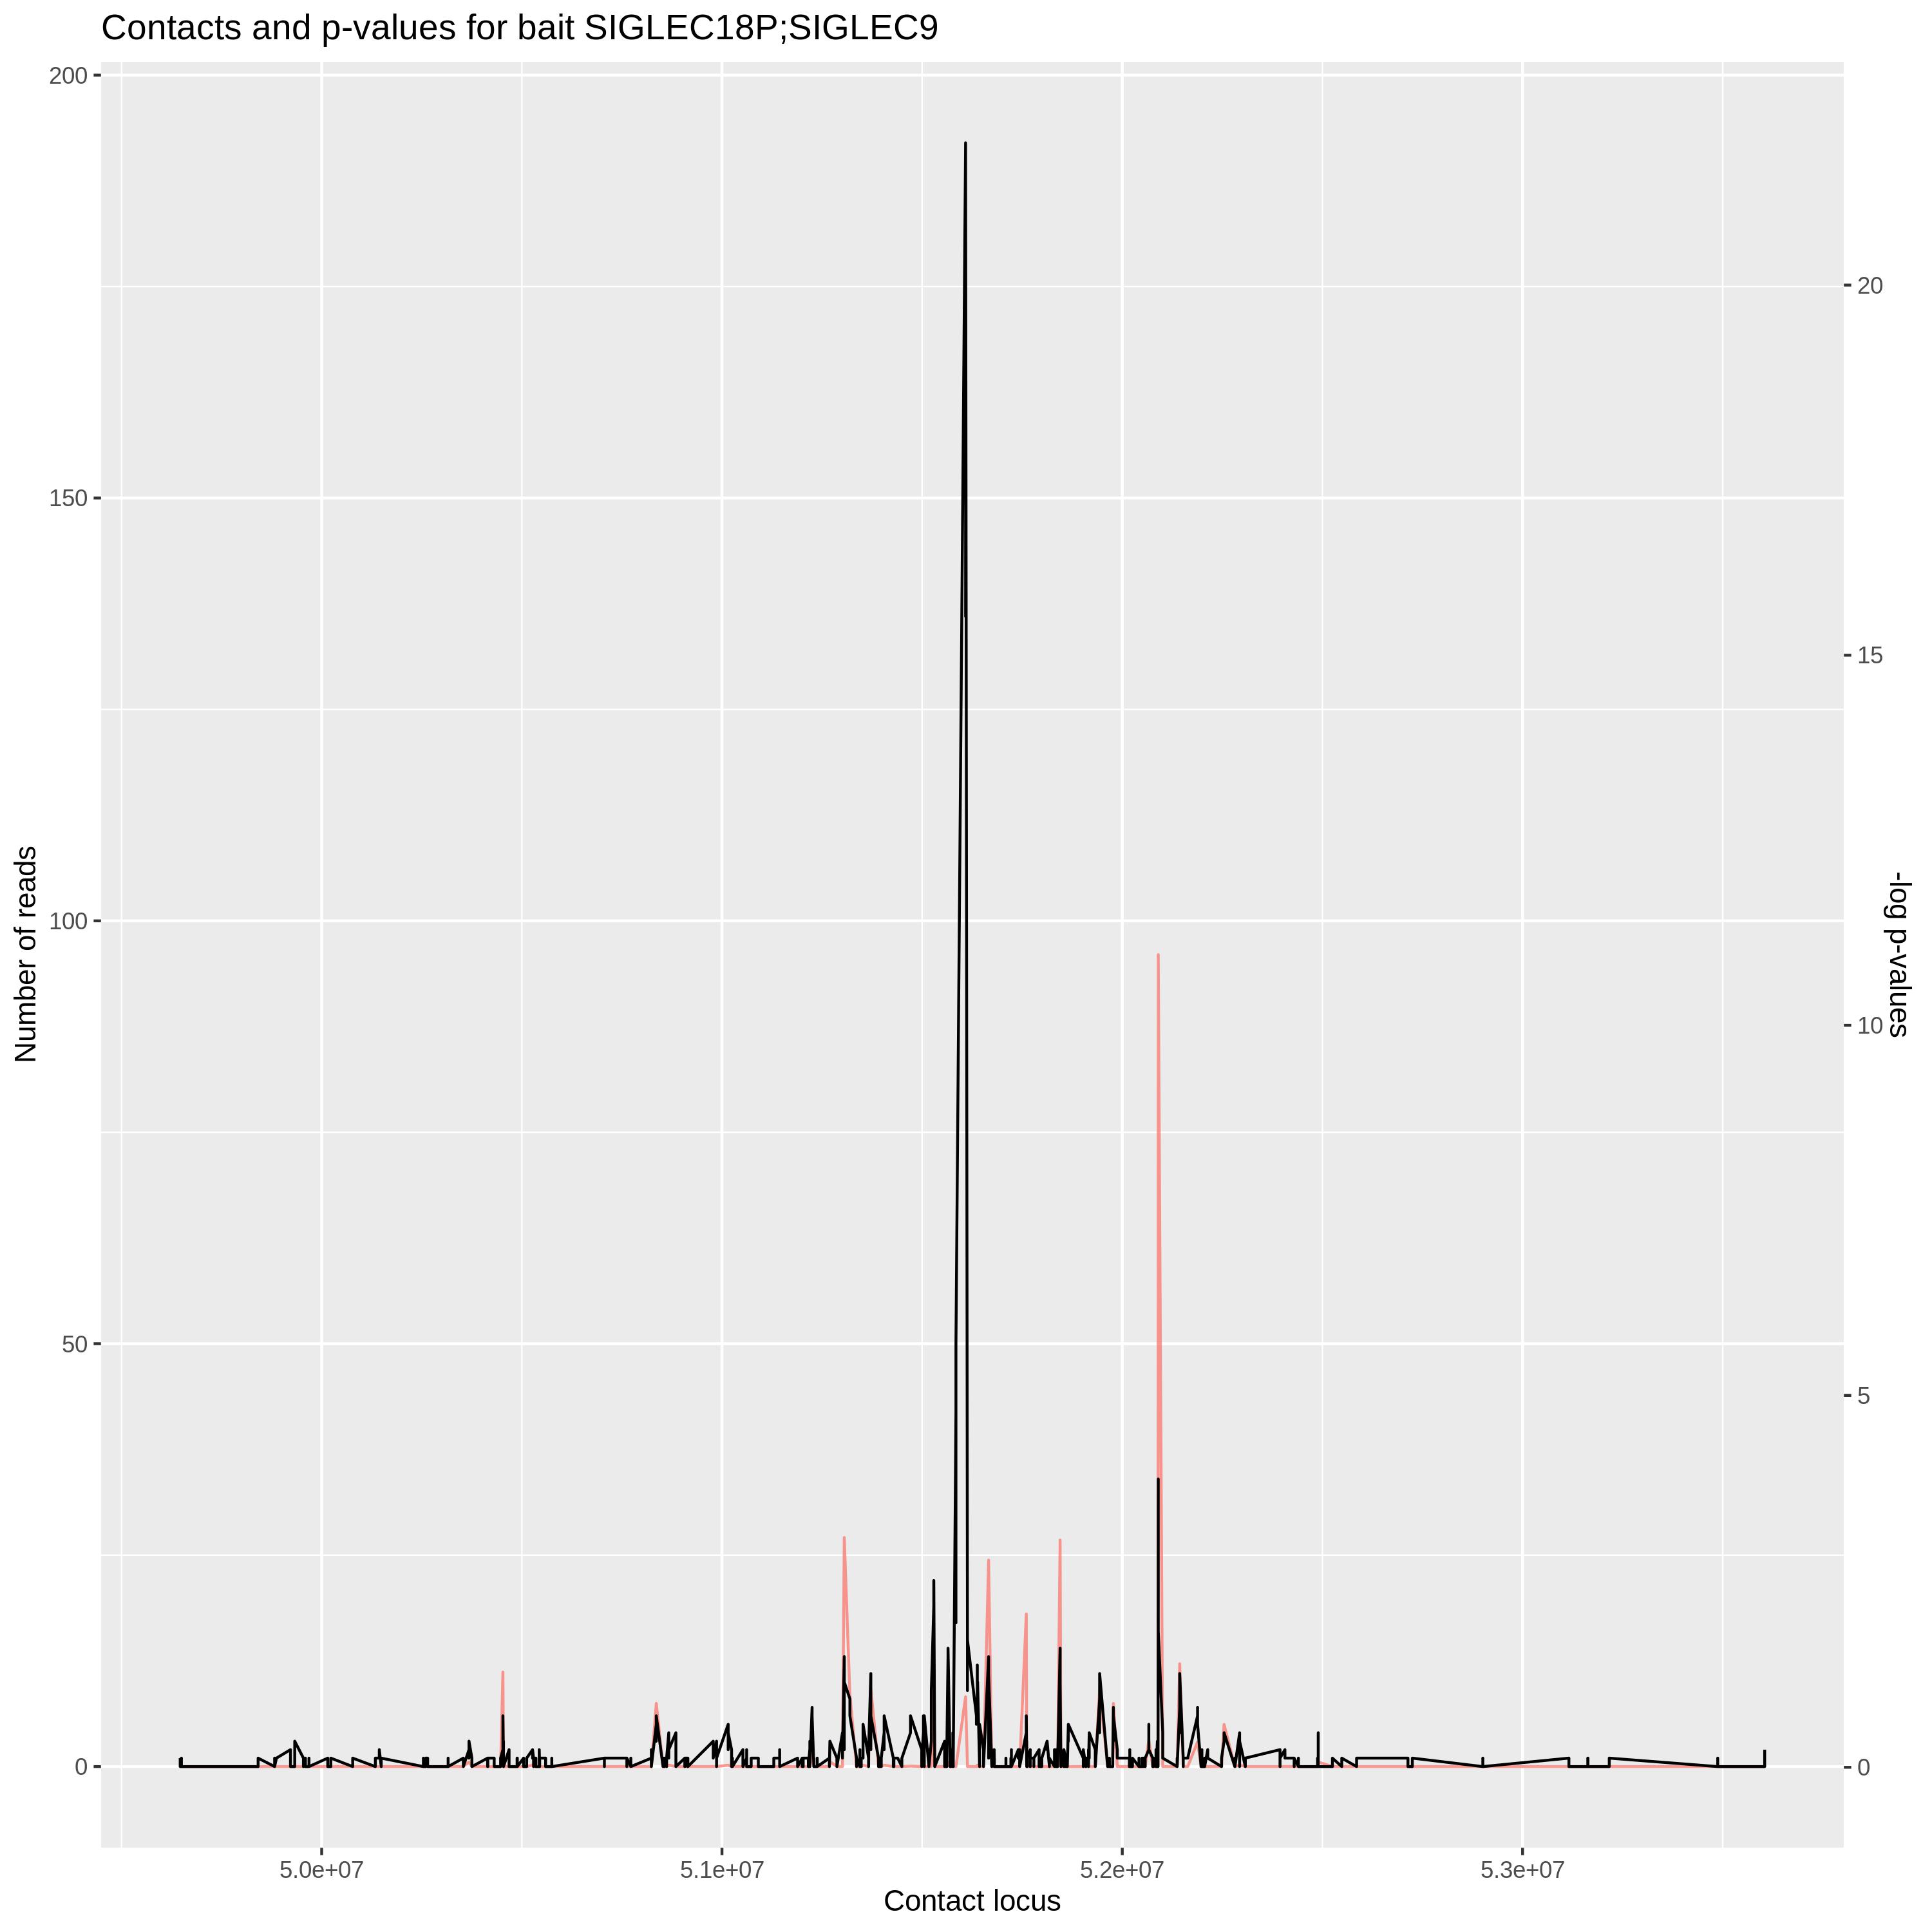 Contacts and p-values for bait SIGLEC18P;SIGLEC9
200
150
100
50
0
Number of reads
20
15
10
5
0
-log p-values
5.0e+07
5.1e+07
5.2e+07
5.3e+07
Contact locus